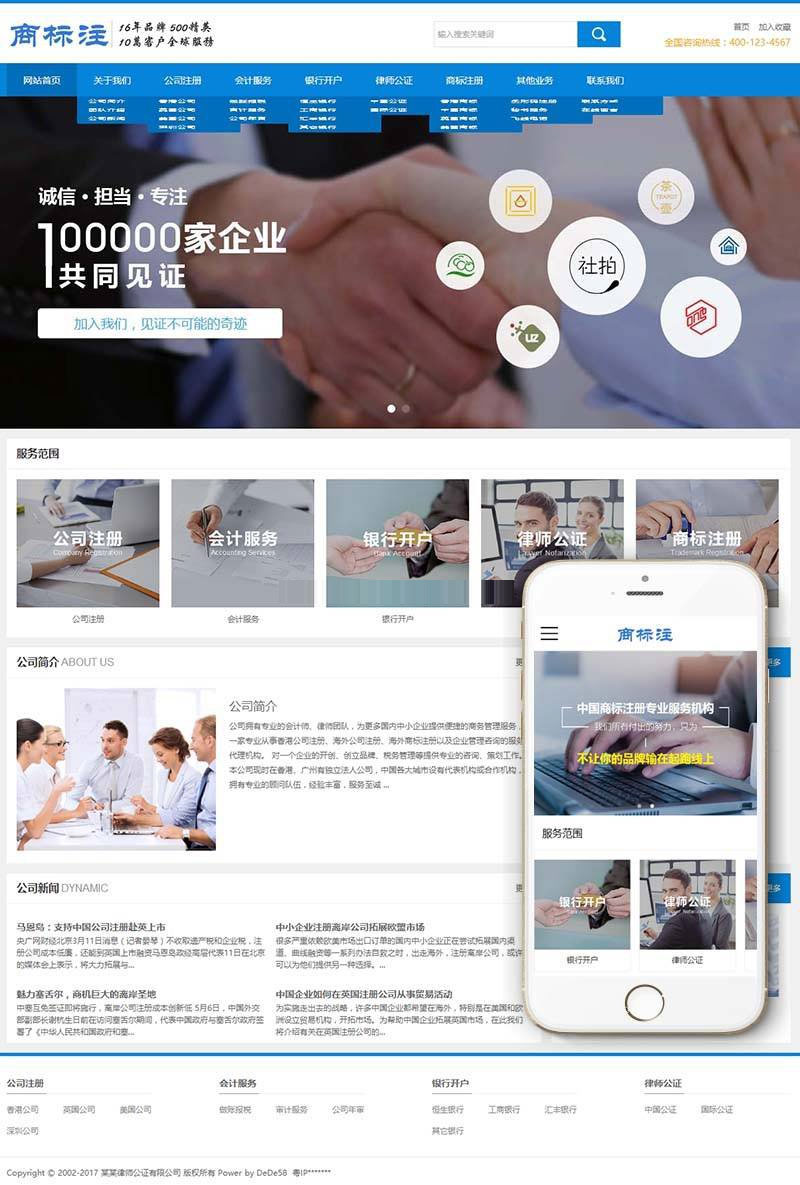 商标注
16年品牌 500精英
10万客户全球服务
输入搜索关键词
首页 加入收藏
全国咨询热线：400-123-4567
网站首页 关于我们 公司注册 会计服务 银行开户 律师公证 商标注册 其他业务 联系我们
诚信·担当·专注
100000家企业
共同见证
加入我们，见证不可能的奇迹
茶
TEAPOT
壶
社拍
UZ
服务范围
公司注册 会计服务 银行开户 律师公证 商标注册
Company Registration Accounting Services Bank Account Lawyer Notarization Trademark Registration
公司注册 会计服务 银行开户
公司简介 ABOUT US
更
更多
公司简介
公司拥有专业的会计师、律师团队，为更多国内中小企业提供便捷的商务管理服务，
一家专业从事香港公司注册、海外公司注册、海外商标注册以及企业管理咨询的服务
代理机构。 对一个企业的开创、创立品牌、税务管理等提供专业的咨询、策划工作。
本公司现时在香港、广州有独立法人公司，中国各大城市设有代表机构或合作机构，
拥有专业的顾问队伍，经验丰富，服务至诚 ...
商标注
中国商标注册专业服务机构
我们所有付出的努力，只为
不让你的品牌输在起跑线上
服务范围
银行开户 律师公证
银行开户 律师公证
公司新闻 DYNAMIC
更
更多
马恩岛：支持中国公司注册赴英上市
央广网财经北京3月11日消息（记者晏琴）不收取遗产税和企业税，注
册公司成本低廉，还能到英国上市融资马恩岛政经高层代表11日在北京
的媒体会上表示，将大力拓展与...
中小企业注册离岸公司拓展欧盟市场
很多严重依赖欧美市场出口订单的国内中小企业正在尝试拓展国内渠
道、曲线融资等一系列办法自救之时，出走海外，注册离岸公司，或许
可以为他们提供另一种选择。...
魅力塞舌尔，商机巨大的离岸圣地
中塞互免签证即将施行，离岸公司注册成本创新低 5月6日，中国外交
部副部长谢杭生日前在访问塞舌尔期间，代表中国政府与塞舌尔政府签
署了《中华人民共和国政府和塞...
中国企业如何在英国注册公司从事贸易活动
为实施走出去的战略，许多中国企业都希望在海外，特别是在美国和欧
洲设立贸易机构，开拓市场。为帮助中国企业拓展英国市场，在此我们
将介绍有关在英国注册公司的...
公司注册 会计服务 银行开户 律师公证
香港公司 英国公司 美国公司 做账报税 审计服务 公司年审 恒生银行 工商银行 汇丰银行 中国公证 国际公证
深圳公司 其它银行
Copyright © 2002-2017 某某律师公证有限公司 版权所有 Power by DeDe58 粤IP*******